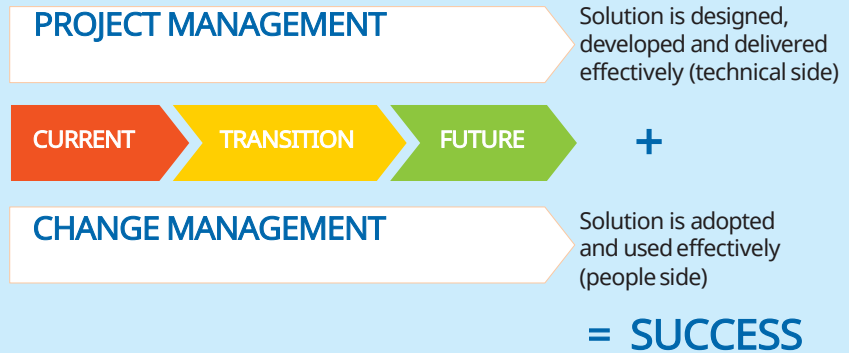 PROJECT MANAGEMENT
Solution is designed,
developed and delivered
effectively (technical side)
CURRENT
TRANSITION
FUTURE
+
CHANGE MANAGEMENT
Solution is adopted
and used effectively
(people side)
= SUCCESS